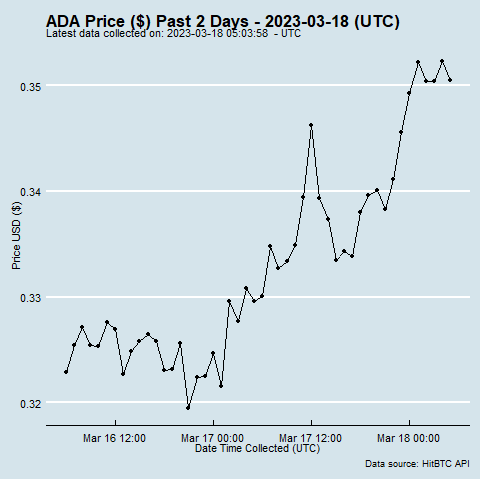 ADA Price ($) Past 2 Days - 2023-03-18 (UTC)
Latest data collected on: 2023-03-18 05:03:58 - UTC
0.35
0.34
0.33
0.32
Price USD ($)
Mar 16 12:00
Mar 17 00:00
Mar 17 12:00
Mar 18 00:00
Date Time Collected (UTC)
Data source: HitBTC API